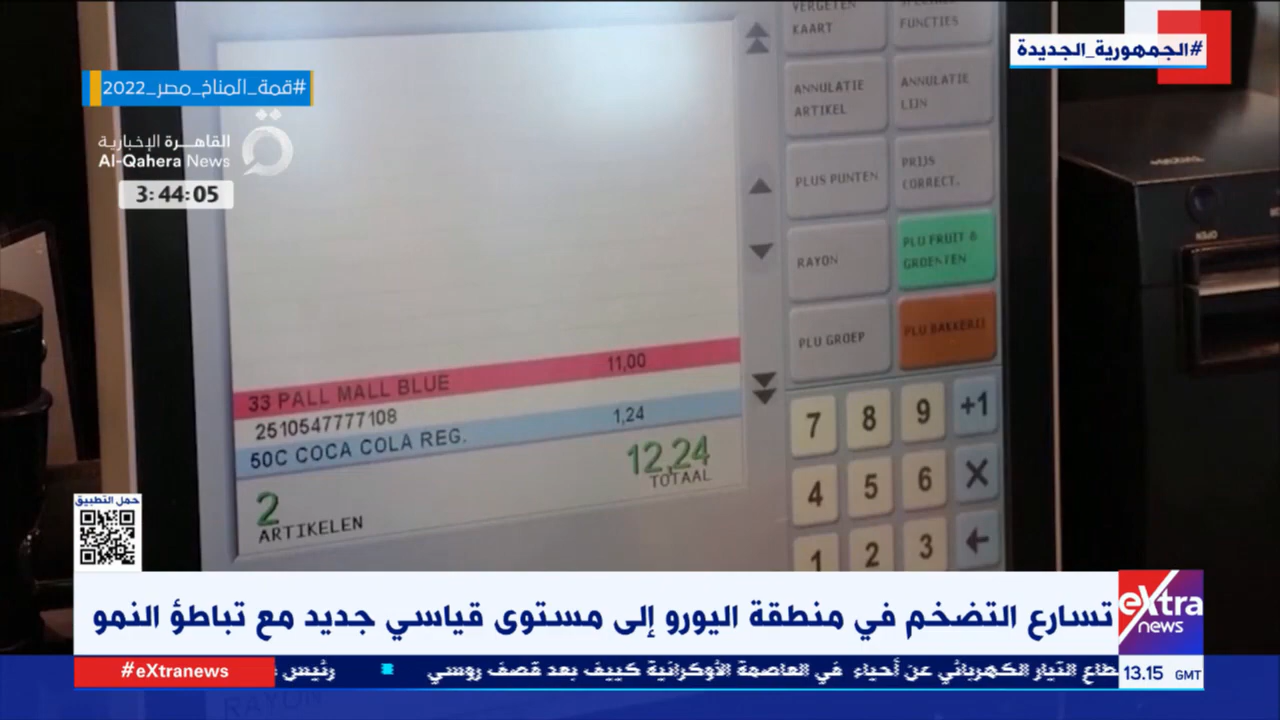 #الجمهورية_الجديدة
#قمة_المناخ_مصر_2022
القاهرة الإخبارية
Al-Qahera News
3:44:05
VERGETEN
KAART
FUNCTIES
ANNULATIE
ARTIKEL
ANNULATIE
LIJN
PLUS PUNTEN
PRIJS
CORRECT.
RAYON
PLU FRUIT &
GROENTEN
PLU GROEP
PLU BAKKERIJ
33 PALL MALL BLUE 11,00
2510547777108
50C COCA COLA REG. 1,24
12,24
TOTAAL
2
ARTIKELEN
7 8 9 +1
4 5 6 X
1 2 3 ←
OPEN
حمل التطبيق
تسارع التضخم في منطقة اليورو إلى مستوى قياسي جديد مع تباطؤ النمو
eXtra
news
#eXtranews
طاع التيار الكهربائي عن أحياء في العاصمة الأوكرانية كييف بعد قصف روسي
رئيس
13.15 GMT
RAYON